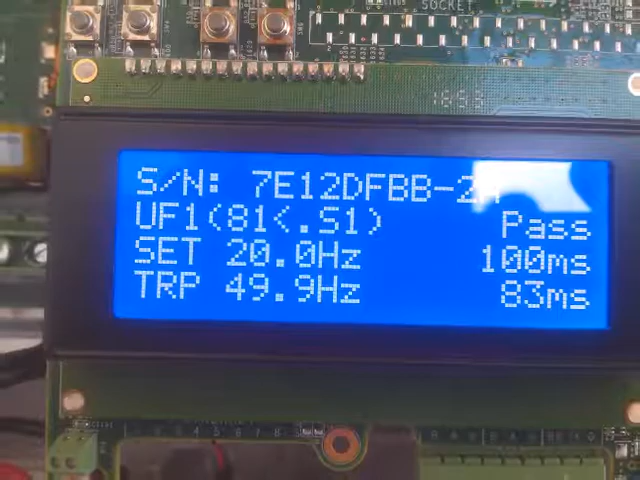 SOCKET
S/N: 7E12DFBB-2
UF1(81<.S1) Pass
SET 20.0Hz 100ms
TRP 49.9Hz 83ms